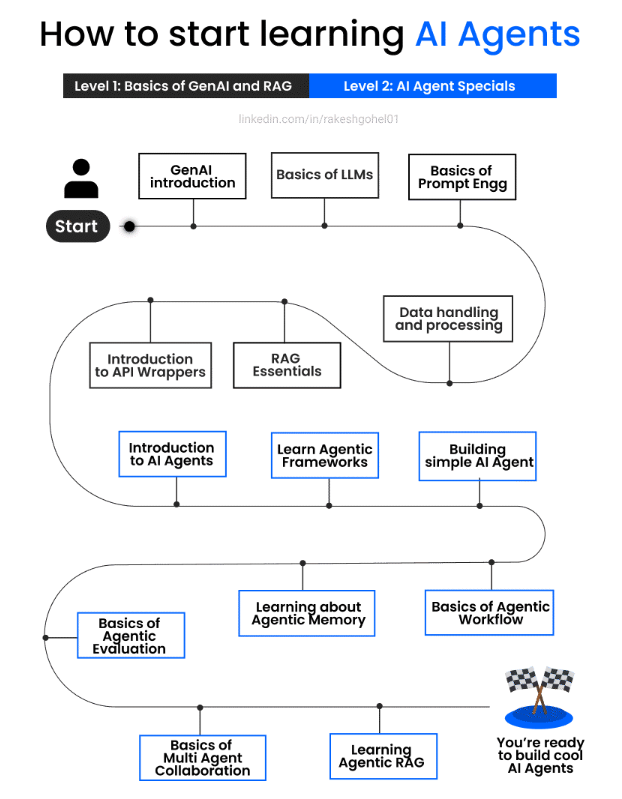 How to start learning AI Agents
Level 1: Basics of GenAI and RAG
Level 2: AI Agent Specials
linkedin.com/in/rakeshgohel01
Start
GenAI
introduction
Basics of LLMs
Basics of
Prompt Engg
Data handling
and processing
RAG
Essentials
Introduction
to API Wrappers
Introduction
to AI Agents
Learn Agentic
Frameworks
Building
simple AI Agent
Basics of Agentic
Workflow
Learning about
Agentic Memory
Basics of
Agentic
Evaluation
Basics of
Multi Agent
Collaboration
Learning
Agentic RAG
You're ready
to build cool
AI Agents